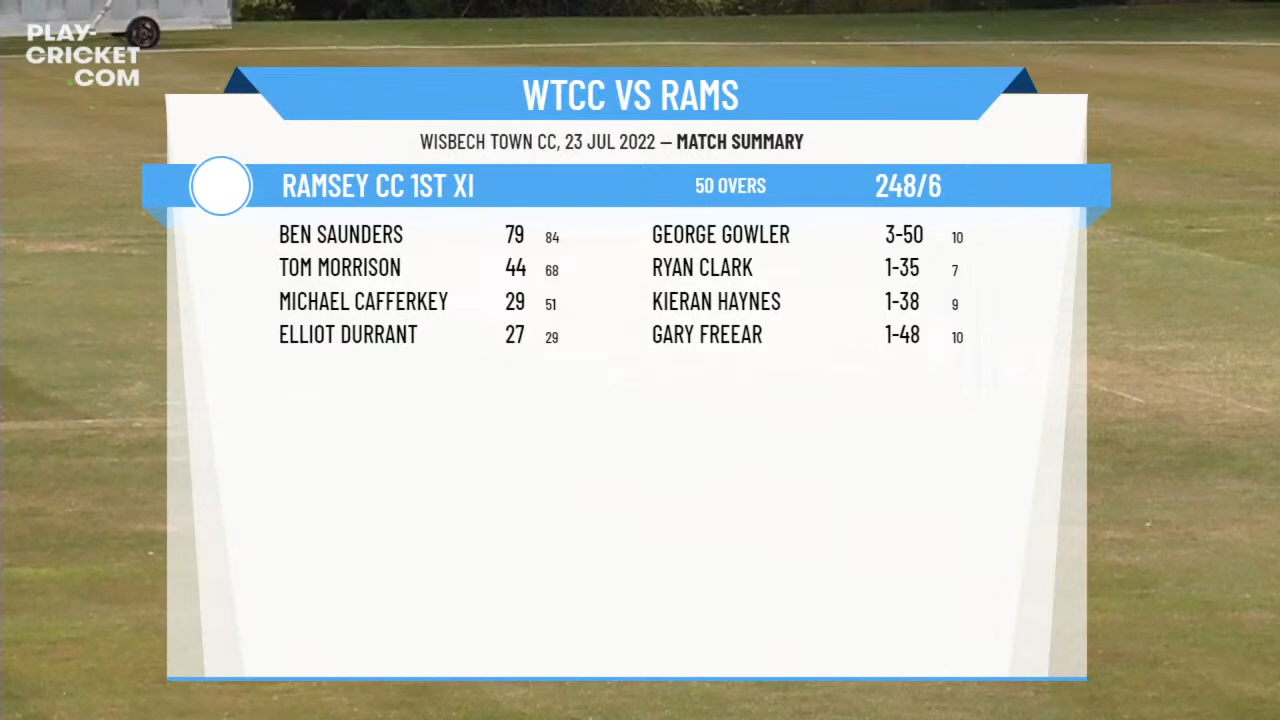 PLAY-
CRICKET
.COM
WTCC VS RAMS
WISBECH TOWN CC, 23 JUL 2022 – MATCH SUMMARY
RAMSEY CC 1ST XI 50 OVERS 248/6
BEN SAUNDERS 79 84 GEORGE GOWLER 3-50 10
TOM MORRISON 44 68 RYAN CLARK 1-35 7
MICHAEL CAFFERKEY 29 51 KIERAN HAYNES 1-38 9
ELLIOT DURRANT 27 29 GARY FREEAR 1-48 10